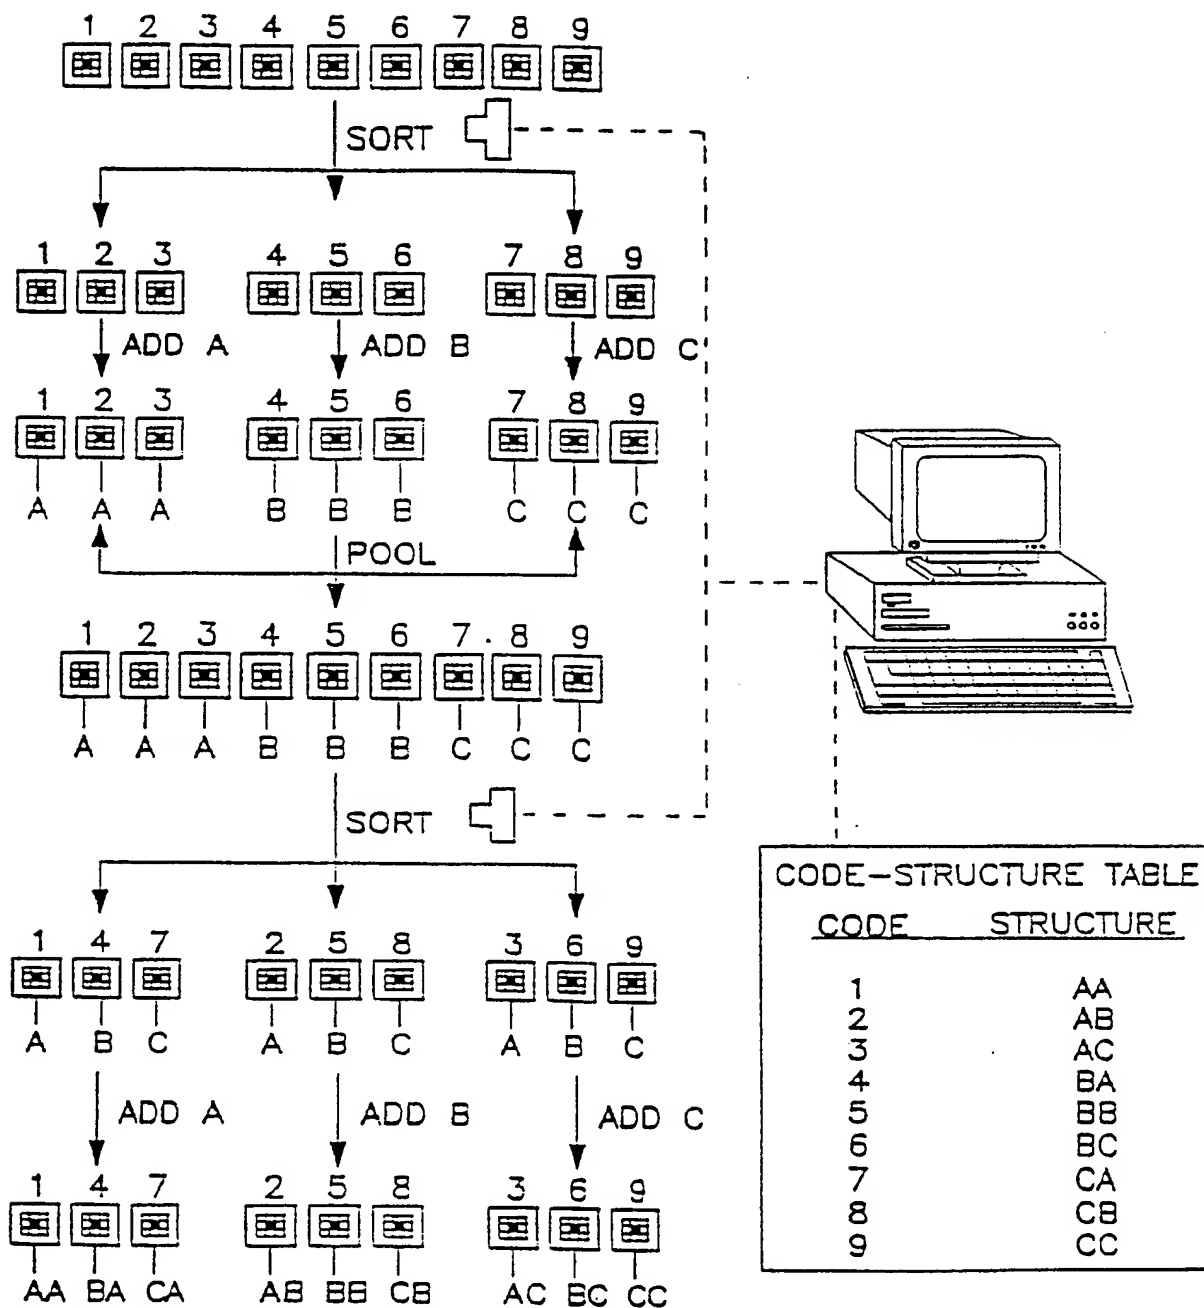 1 2 3 4 5 6 7 8 9
SORT
1 2 3 4 5 6 7 8 9
ADD A ADD B ADD C
1 2 3 4 5 6 7 8 9
A A A B B B C C C
POOL
1 2 3 4 5 6 7 8 9
A A A B B B C C C
SORT
1 4 7 2 5 8 3 6 9
A B C A B C A B C
ADD A ADD B ADD C
1 4 7 2 5 8 3 6 9
AA BA CA AB BB CB AC BC CC
CODE-STRUCTURE TABLE
CODE STRUCTURE
1 AA
2 AB
3 AC
4 BA
5 BB
6 BC
7 CA
8 CB
9 CC